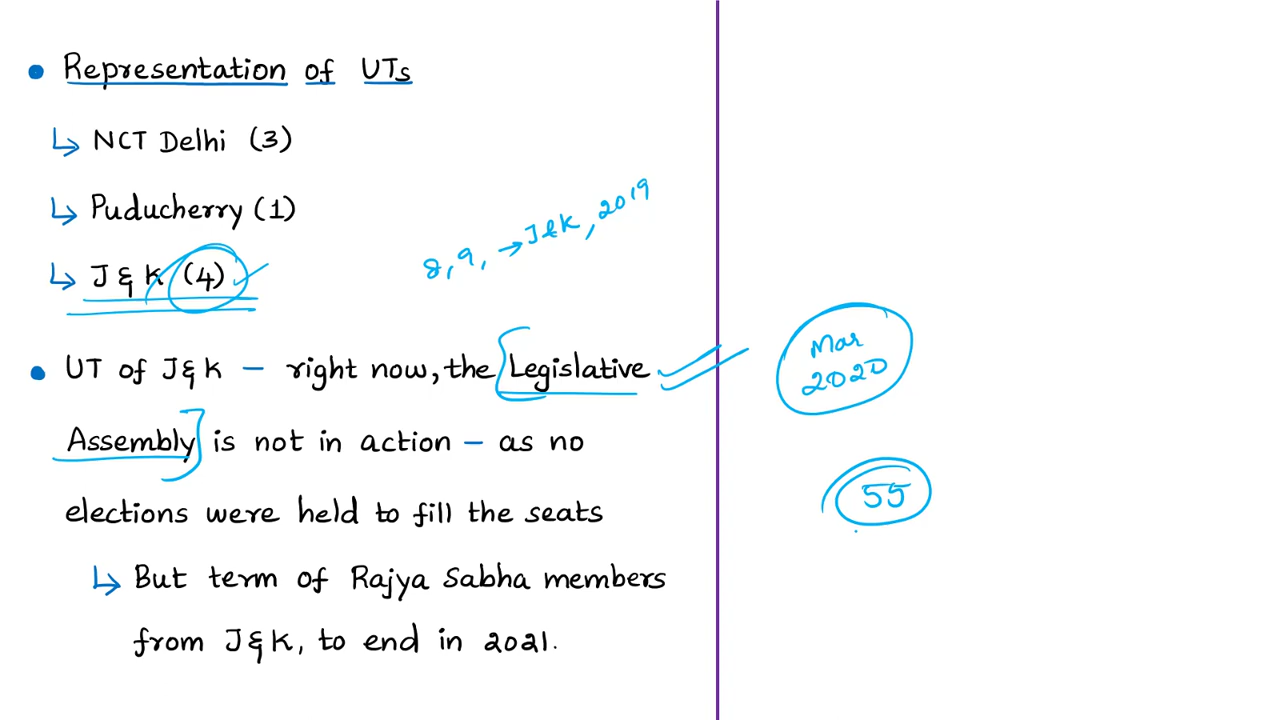 Representation of UTs
NCT Delhi (3)
Puducherry (1)
J & K (4)
8, 9, → J&K, 2019
UT of J&K – right now, the Legislative
Assembly is not in action – as no
elections were held to fill the seats
But term of Rajya Sabha members
from J&K, to end in 2021.
Mar
2020
55